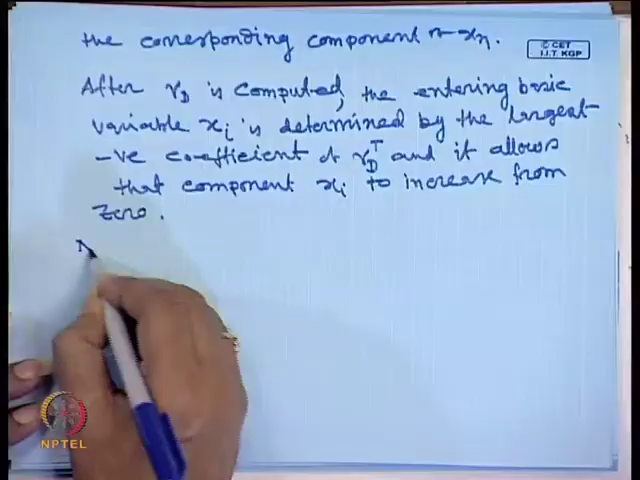 the corresponding component of x_n.
© CET
I.I.T. KGP
After r_D is computed, the entering basic
variable x_i is determined by the largest
-ve coefficient of r_D^T and it allows
that component x_i to increase from
zero.
NPTEL